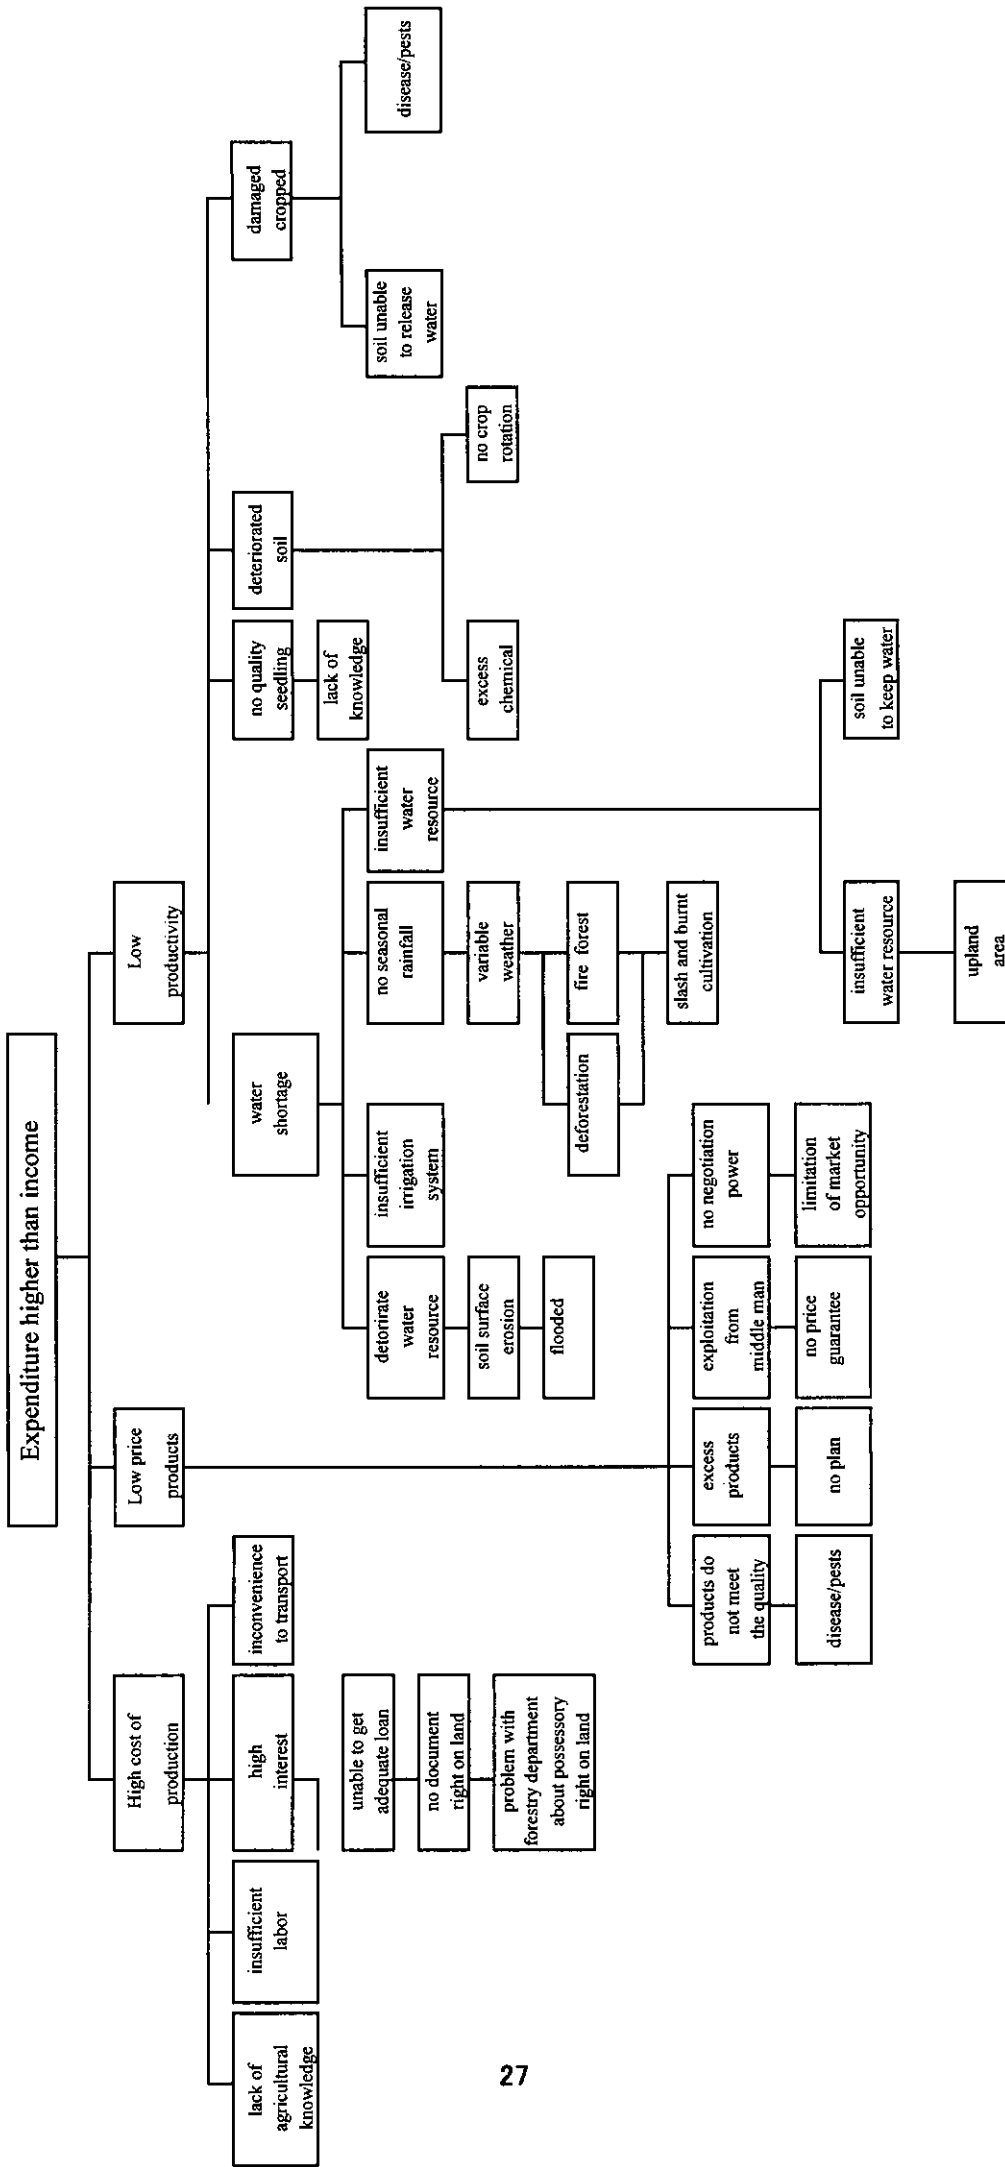 Expenditure higher than income
High cost of
production
Low price
products
Low
productivity
lack of
agricultural
knowledge
insufficient
labor
high
interest
inconvenience
to transport
unable to get
adequate loan
no document
right on land
problem with
forestry department
about possessory
right on land
products do
not meet
the quality
disease/pests
excess
products
no plan
exploitation
from
middle man
no price
guarantee
no negotiation
power
limitation
of market
opportunity
water
shortage
no quality
seedling
deteriorated
soil
damaged
cropped
detorirate
water
resource
soil surface
erosion
flooded
insufficient
irrigation
system
no seasonal
rainfall
variable
weather
deforestation
fire forest
slash and burnt
cultivation
insufficient
water
resource
insufficient
water resource
upland
area
soil unable
to keep water
lack of
knowledge
excess
chemical
no crop
rotation
soil unable
to release
water
disease/pests
27